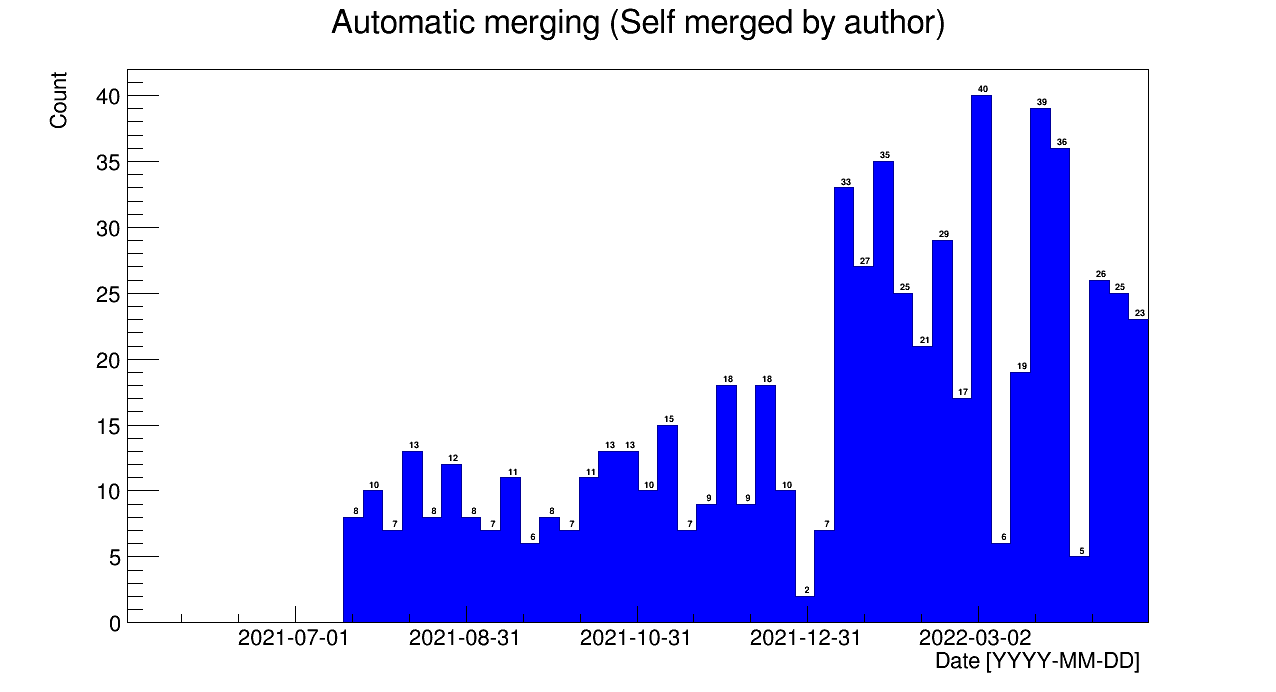 Automatic merging (Self merged by author)
Count
40
35
30
25
20
15
10
5
0
8 10 7 13 8 12 8 7 11 6 8 7 11 13 13 10 15 7 9 18 9 18 10 2 7 33 27 35 25 21 29 17 40 6 19 39 36 5 26 25 23
2021-07-01 2021-08-31 2021-10-31 2021-12-31 2022-03-02
Date [YYYY-MM-DD]